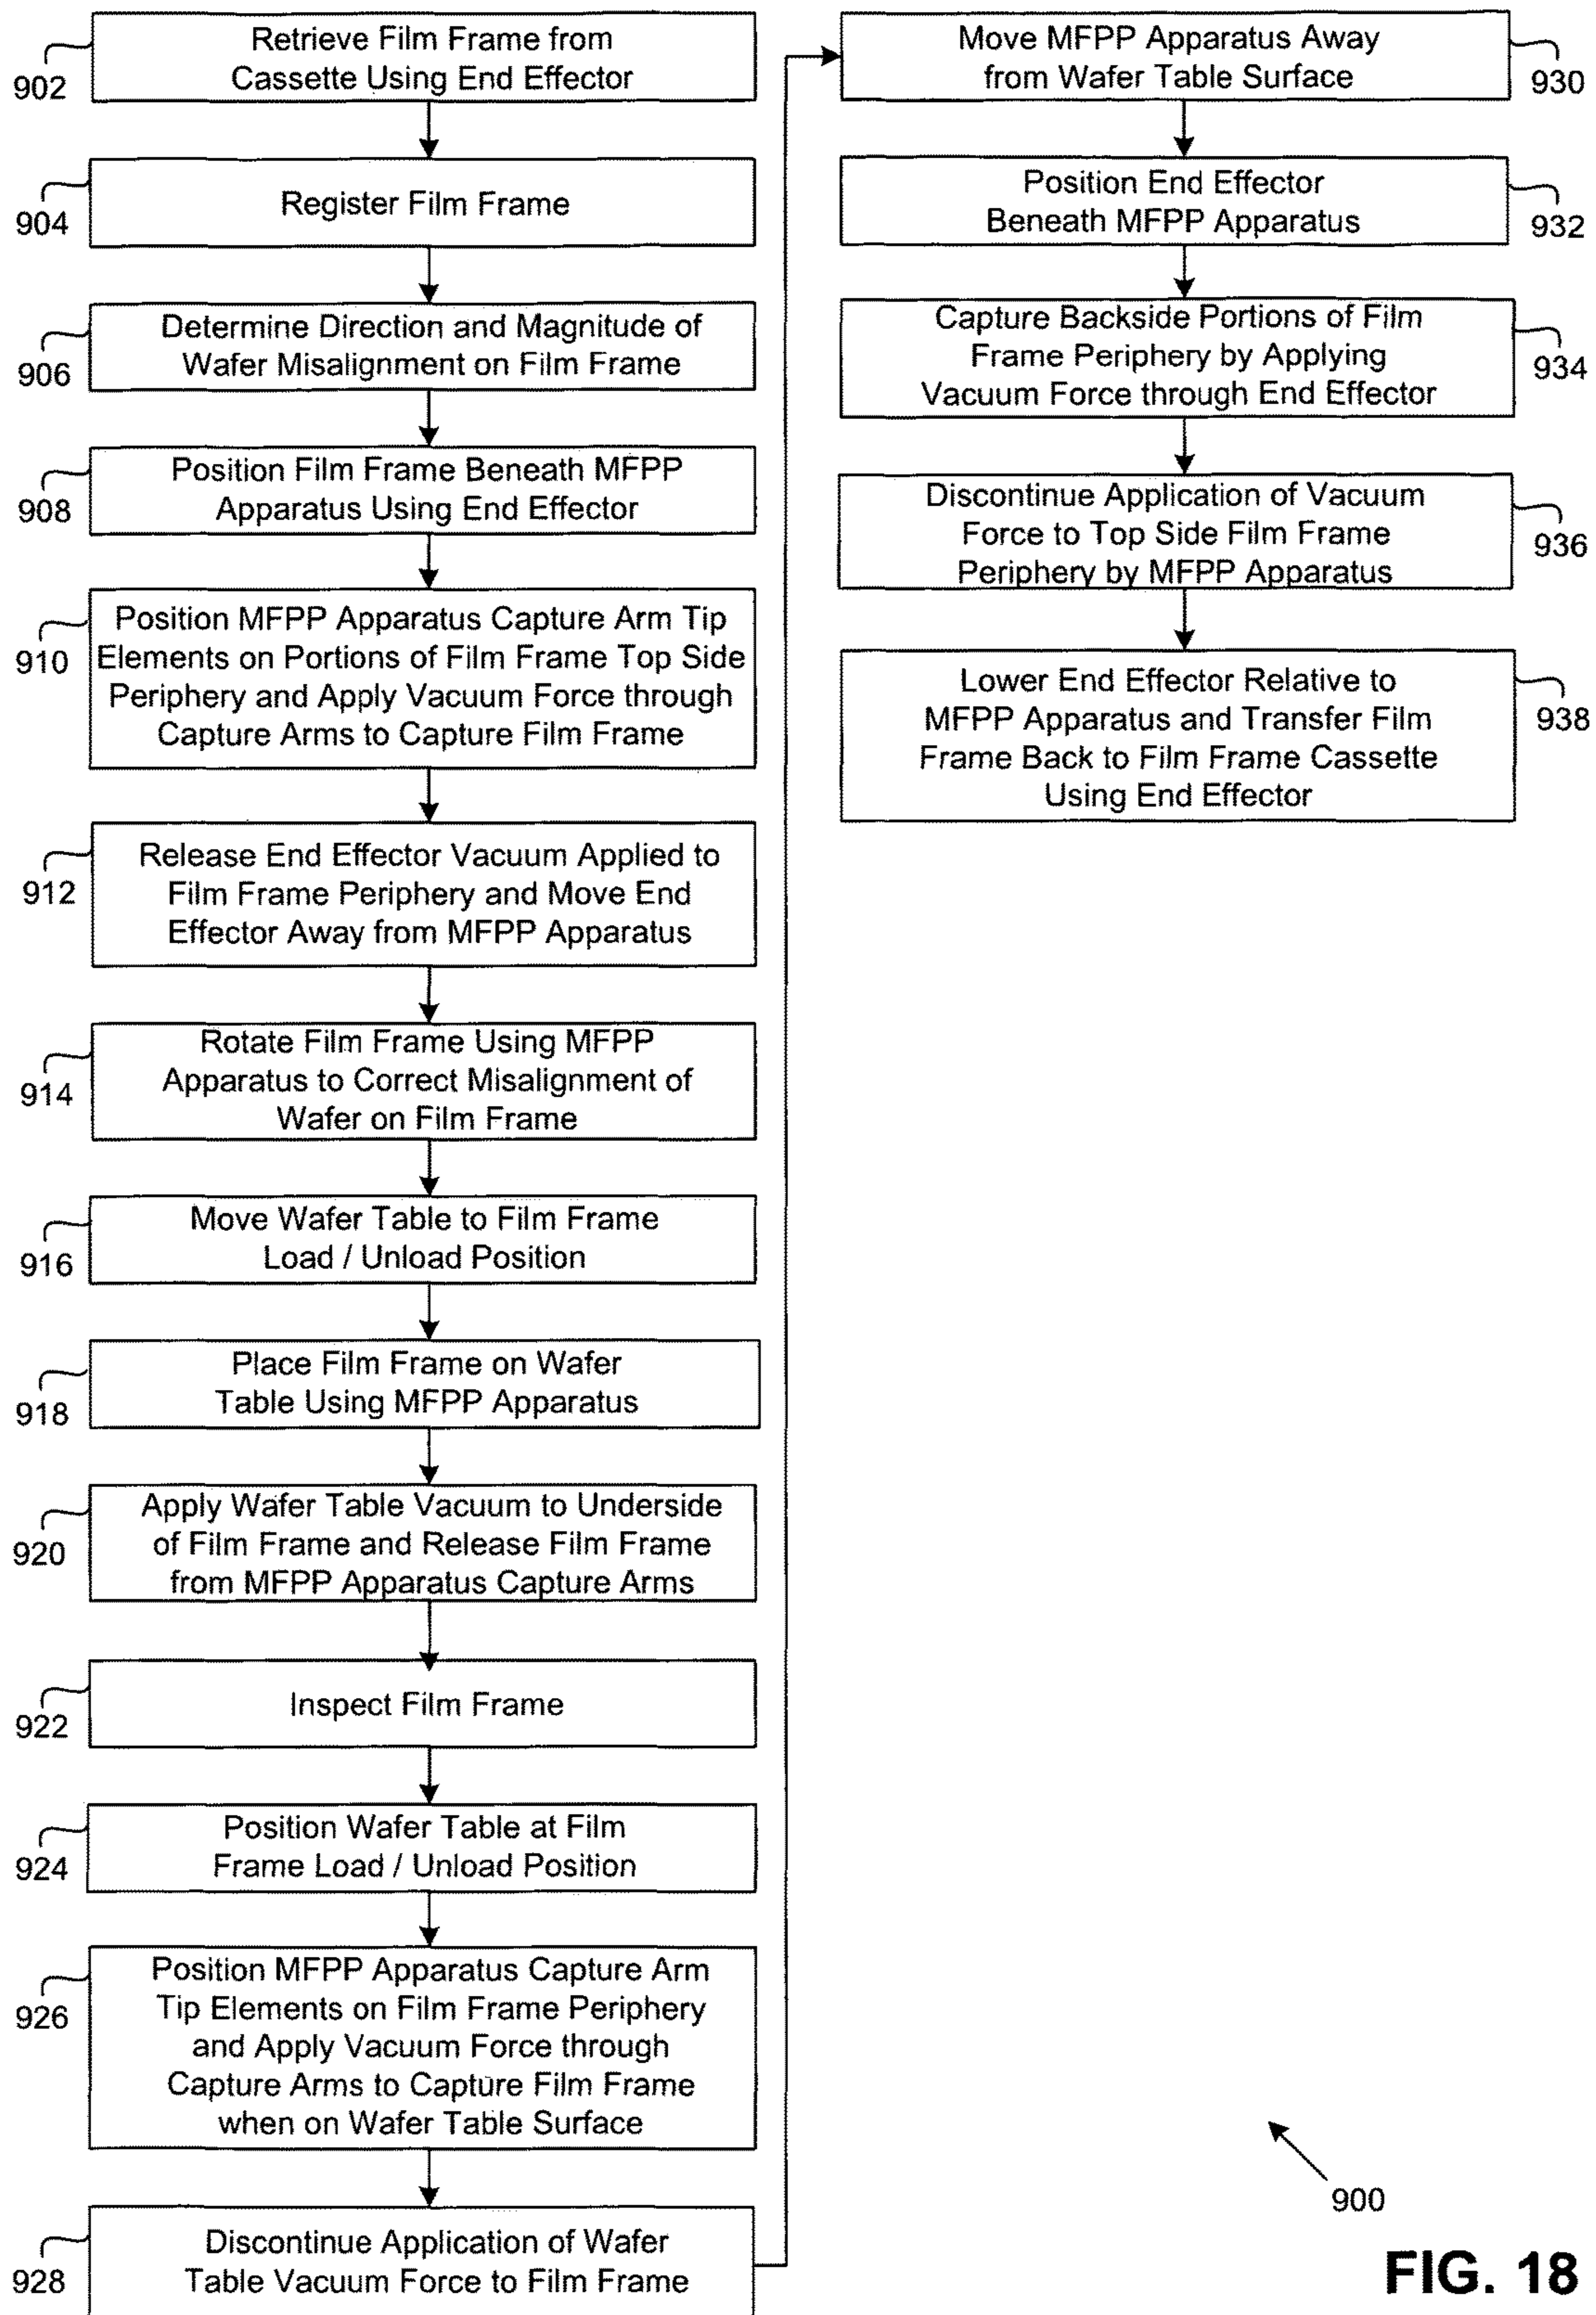 Retrieve Film Frame from
Cassette Using End Effector
902
Register Film Frame
904
Determine Direction and Magnitude of
Wafer Misalignment on Film Frame
906
Position Film Frame Beneath MFPP
Apparatus Using End Effector
908
Position MFPP Apparatus Capture Arm Tip
Elements on Portions of Film Frame Top Side
Periphery and Apply Vacuum Force through
Capture Arms to Capture Film Frame
910
Release End Effector Vacuum Applied to
Film Frame Periphery and Move End
Effector Away from MFPP Apparatus
912
Rotate Film Frame Using MFPP
Apparatus to Correct Misalignment of
Wafer on Film Frame
914
Move Wafer Table to Film Frame
Load / Unload Position
916
Place Film Frame on Wafer
Table Using MFPP Apparatus
918
Apply Wafer Table Vacuum to Underside
of Film Frame and Release Film Frame
from MFPP Apparatus Capture Arms
920
Inspect Film Frame
922
Position Wafer Table at Film
Frame Load / Unload Position
924
Position MFPP Apparatus Capture Arm
Tip Elements on Film Frame Periphery
and Apply Vacuum Force through
Capture Arms to Capture Film Frame
when on Wafer Table Surface
926
Discontinue Application of Wafer
Table Vacuum Force to Film Frame
928
Move MFPP Apparatus Away
from Wafer Table Surface
930
Position End Effector
Beneath MFPP Apparatus
932
Capture Backside Portions of Film
Frame Periphery by Applying
Vacuum Force through End Effector
934
Discontinue Application of Vacuum
Force to Top Side Film Frame
Periphery by MFPP Apparatus
936
Lower End Effector Relative to
MFPP Apparatus and Transfer Film
Frame Back to Film Frame Cassette
Using End Effector
938
900
FIG. 18